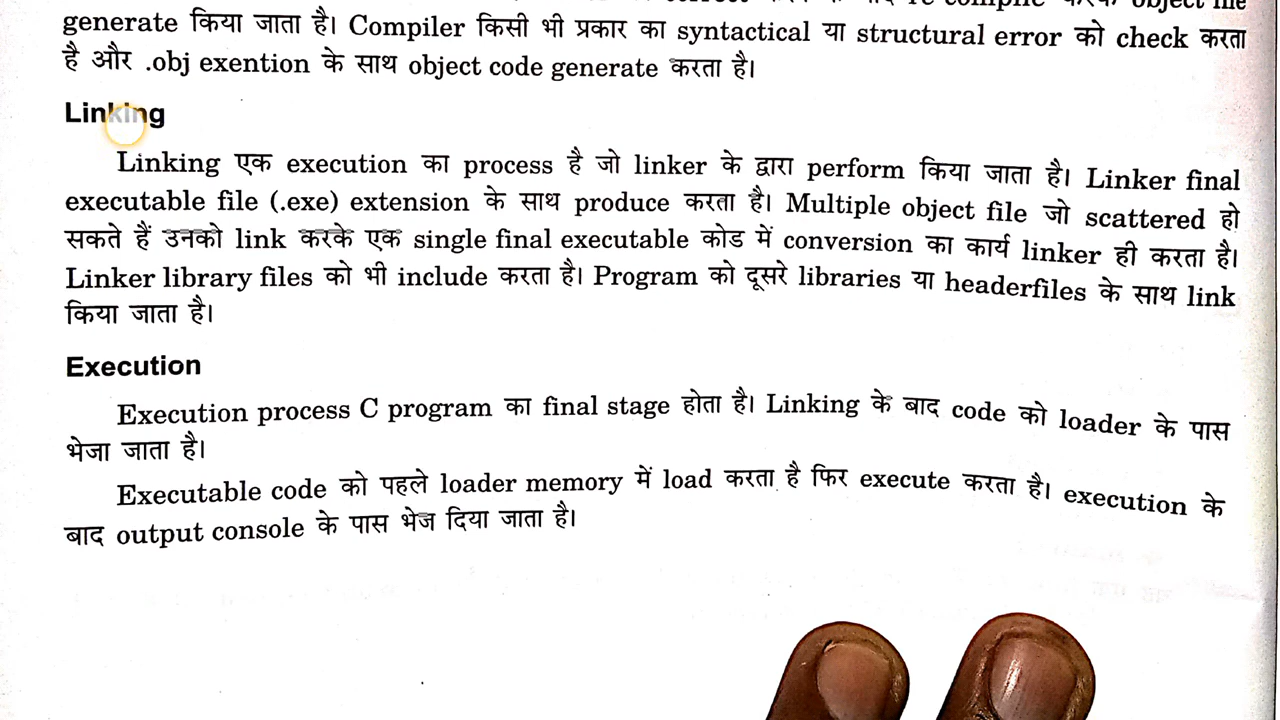 generate किया जाता है। Compiler किसी भी प्रकार का syntactical या structural error को check करता
है और .obj exention के साथ object code generate करता है।
Linking
Linking एक execution का process है जो linker के द्वारा perform किया जाता है। Linker final
executable file (.exe) extension के साथ produce करता है। Multiple object file जो scattered हो
सकते हैं उनको link करके एक single final executable कोड में conversion का कार्य linker ही करता है।
Linker library files को भी include करता है। Program को दूसरे libraries या headerfiles के साथ link
किया जाता है।
Execution
Execution process C program का final stage होता है। Linking के बाद code को loader के पास
भेजा जाता है।
Executable code को पहले loader memory में load करता है फिर execute करता है। execution के
बाद output console के पास भेज दिया जाता है।